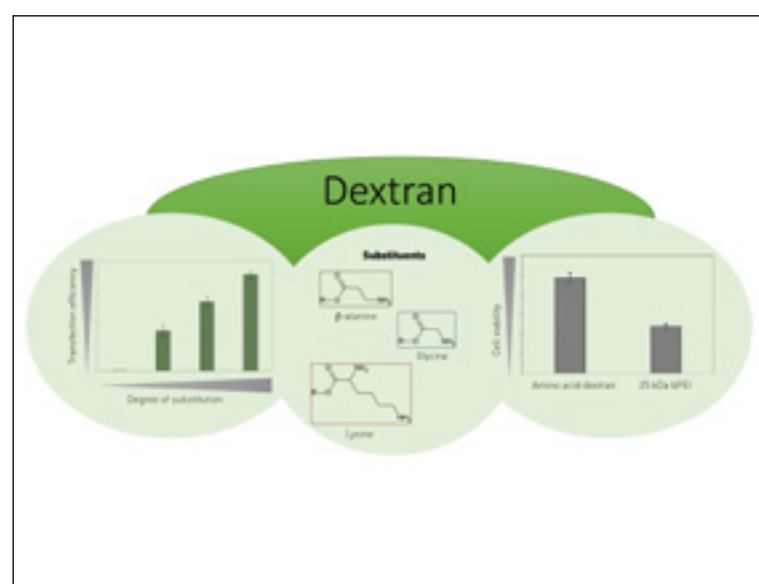 Dextran
Transfection efficiency
Degree of substitution
Substituents
β-alanine
Glycine
Lysine
Cell viability
Amino acid dextran
25 kDa bPEI